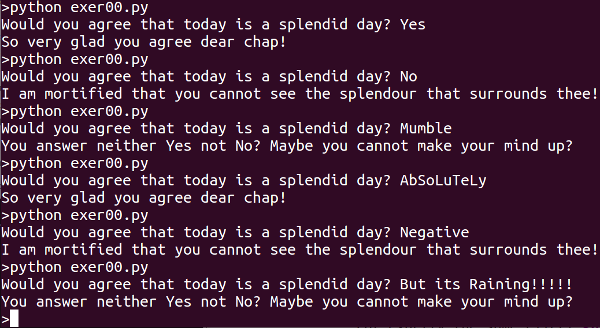 >python exer00.py
Would you agree that today is a splendid day? Yes
So very glad you agree dear chap!
>python exer00.py
Would you agree that today is a splendid day? No
I am mortified that you cannot see the splendour that surrounds thee!
>python exer00.py
Would you agree that today is a splendid day? Mumble
You answer neither Yes not No? Maybe you cannot make your mind up?
>python exer00.py
Would you agree that today is a splendid day? AbSoLuTeLy
So very glad you agree dear chap!
>python exer00.py
Would you agree that today is a splendid day? Negative
I am mortified that you cannot see the splendour that surrounds thee!
>python exer00.py
Would you agree that today is a splendid day? But its Raining!!!!!
You answer neither Yes not No? Maybe you cannot make your mind up?
>